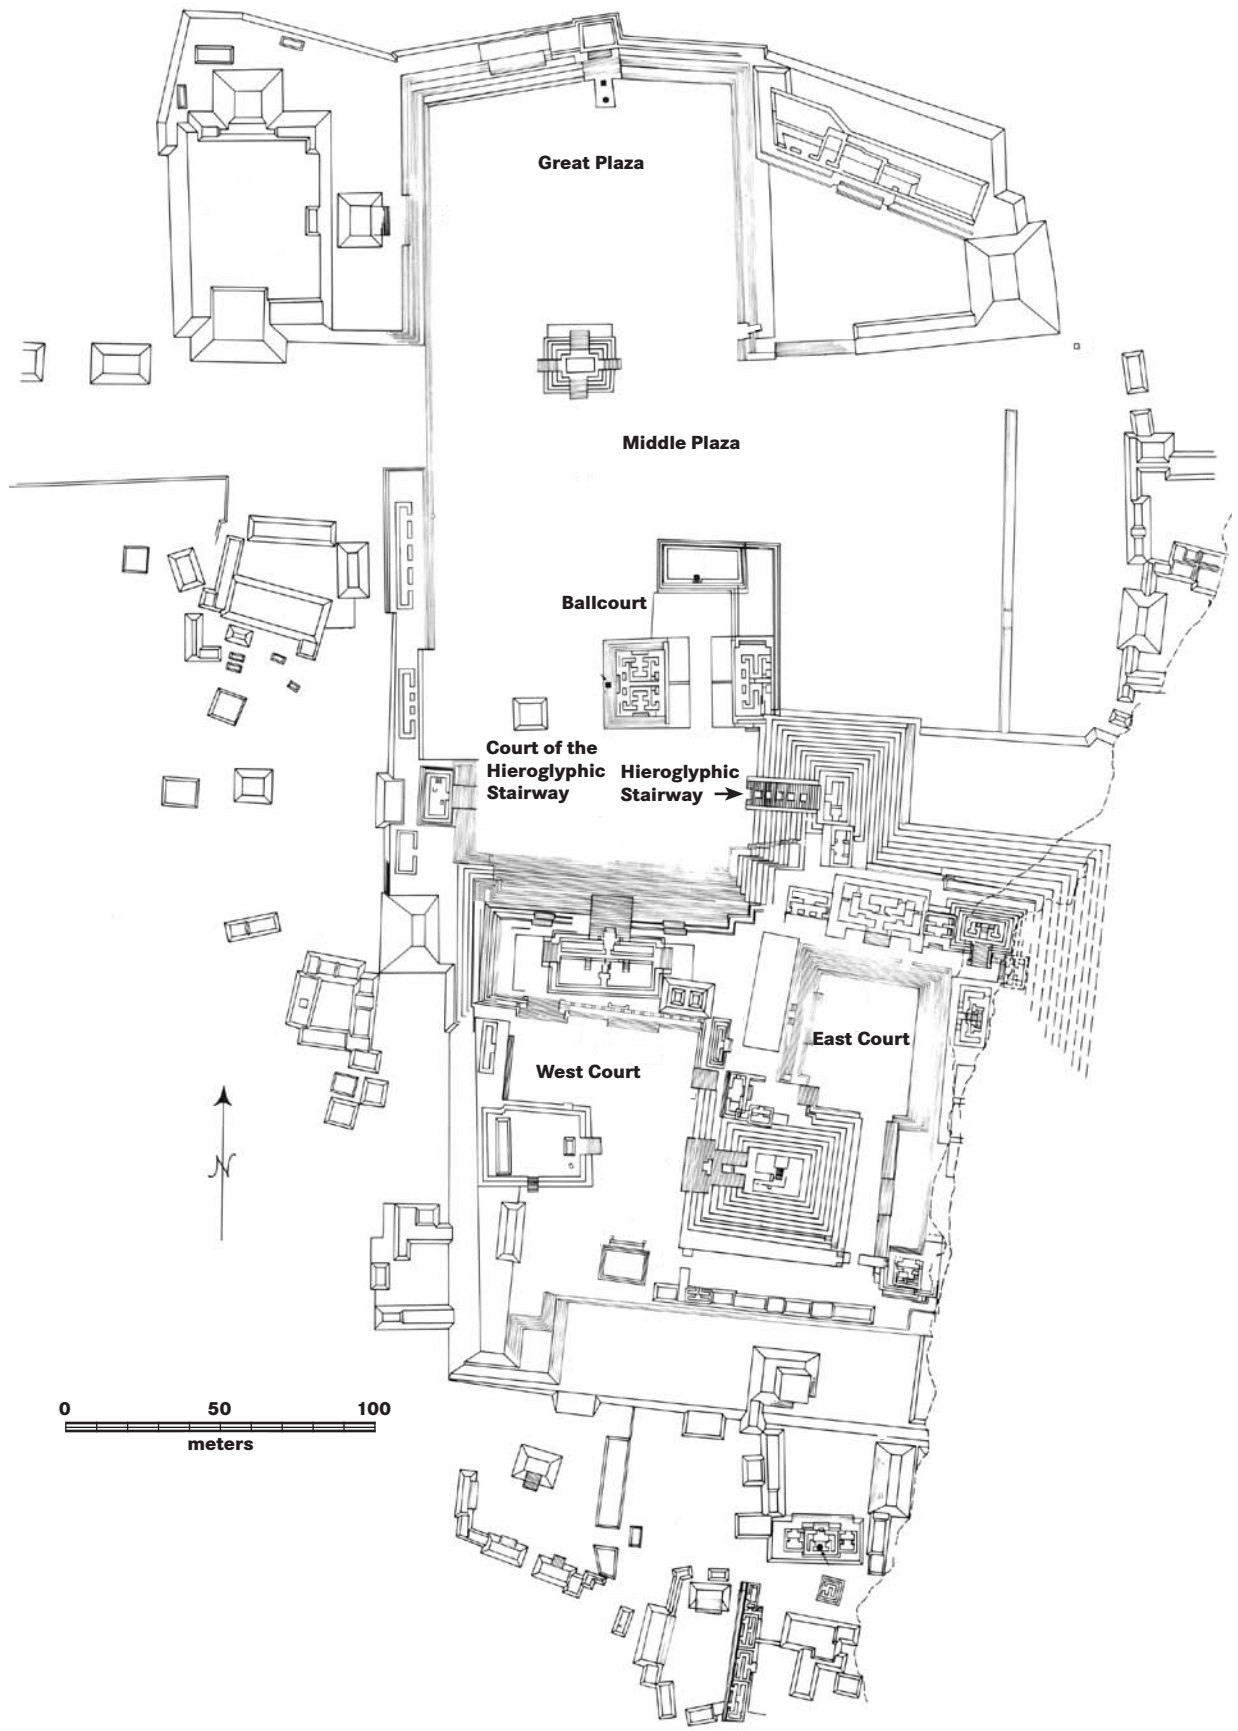 Great Plaza
Middle Plaza
Ballcourt
Court of the
Hieroglyphic
Stairway
Hieroglyphic
Stairway
East Court
West Court
N
0 50 100
meters